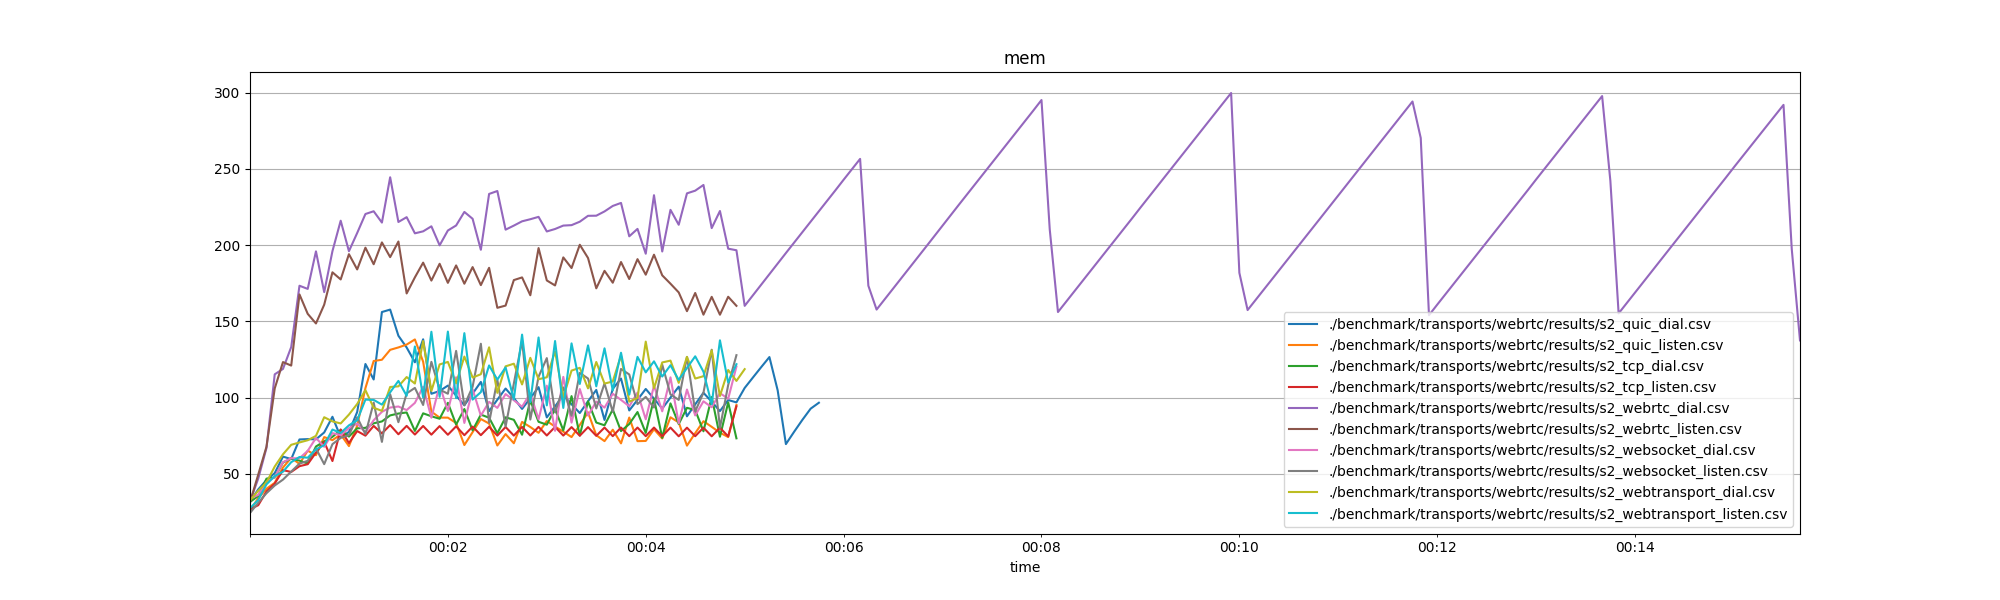 mem
300
250
200
150
100
50
00:02 00:04 00:06 00:08 00:10 00:12 00:14
time
./benchmark/transports/webrtc/results/s2_quic_dial.csv
./benchmark/transports/webrtc/results/s2_quic_listen.csv
./benchmark/transports/webrtc/results/s2_tcp_dial.csv
./benchmark/transports/webrtc/results/s2_tcp_listen.csv
./benchmark/transports/webrtc/results/s2_webrtc_dial.csv
./benchmark/transports/webrtc/results/s2_webrtc_listen.csv
./benchmark/transports/webrtc/results/s2_websocket_dial.csv
./benchmark/transports/webrtc/results/s2_websocket_listen.csv
./benchmark/transports/webrtc/results/s2_webtransport_dial.csv
./benchmark/transports/webrtc/results/s2_webtransport_listen.csv